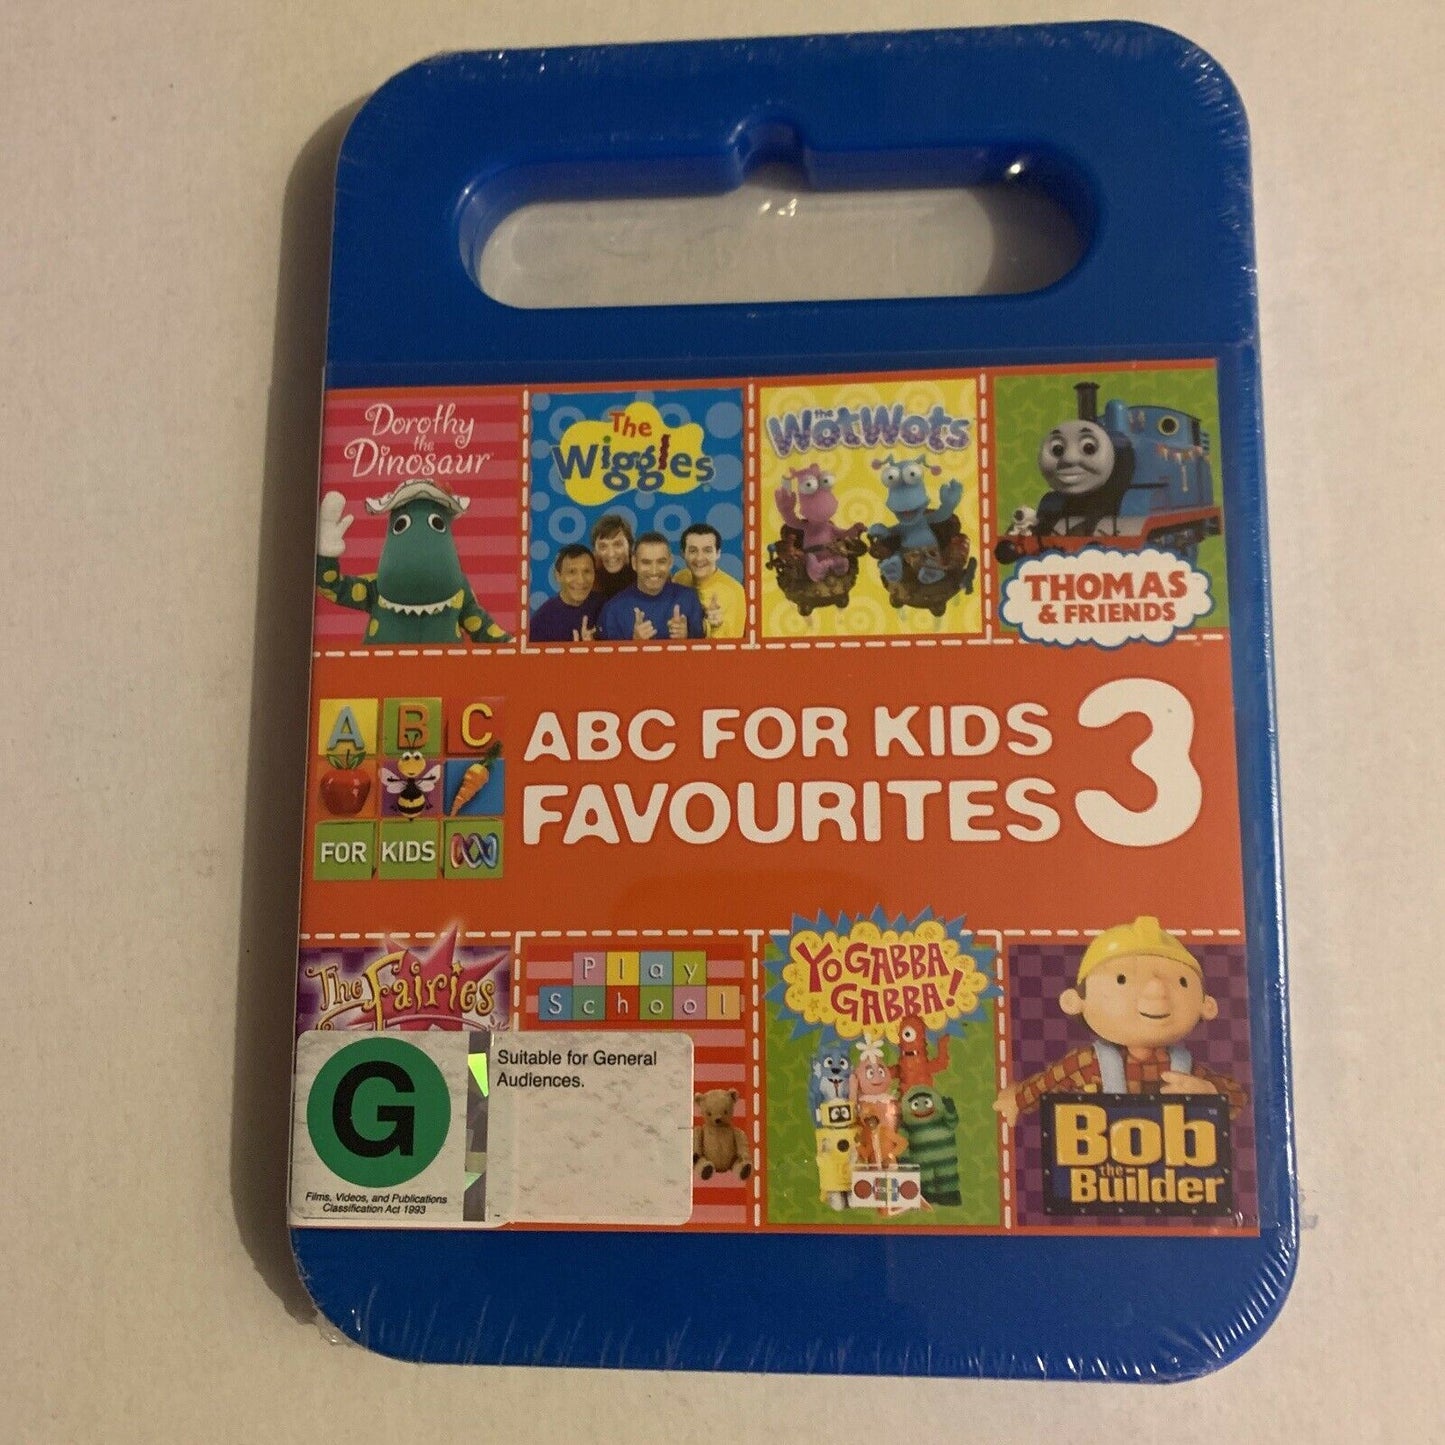 Dorothy
the
Dinosaur
The
Wiggles
the
WotWots
THOMAS
& FRIENDS
A B C
FOR KIDS
ABC FOR KIDS
FAVOURITES 3
The Fairies
Play
School
YO GABBA
GABBA!
Bob
the
Builder
G
Films, Videos, and Publications
Classification Act 1993
Suitable for General
Audiences.